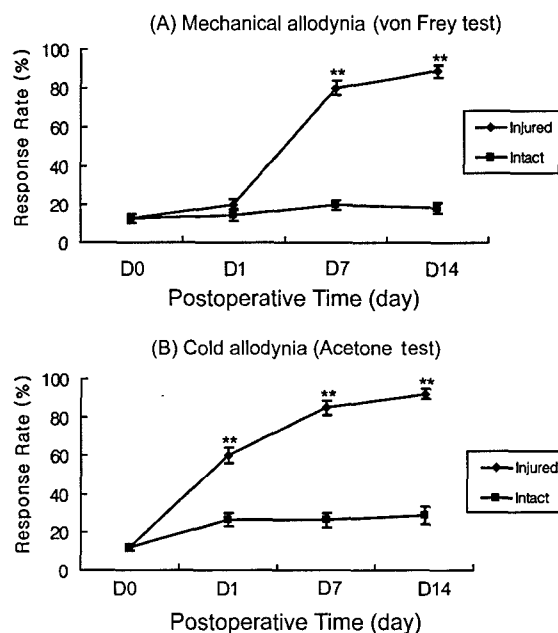 (A) Mechanical allodynia (von Frey test)
Response Rate (%)
100
80
60
40
20
0
**
**
Injured
Intact
D0 D1 D7 D14
Postoperative Time (day)
(B) Cold allodynia (Acetone test)
Response Rate (%)
100
80
60
40
20
0
**
**
**
Injured
Intact
D0 D1 D7 D14
Postoperative Time (day)